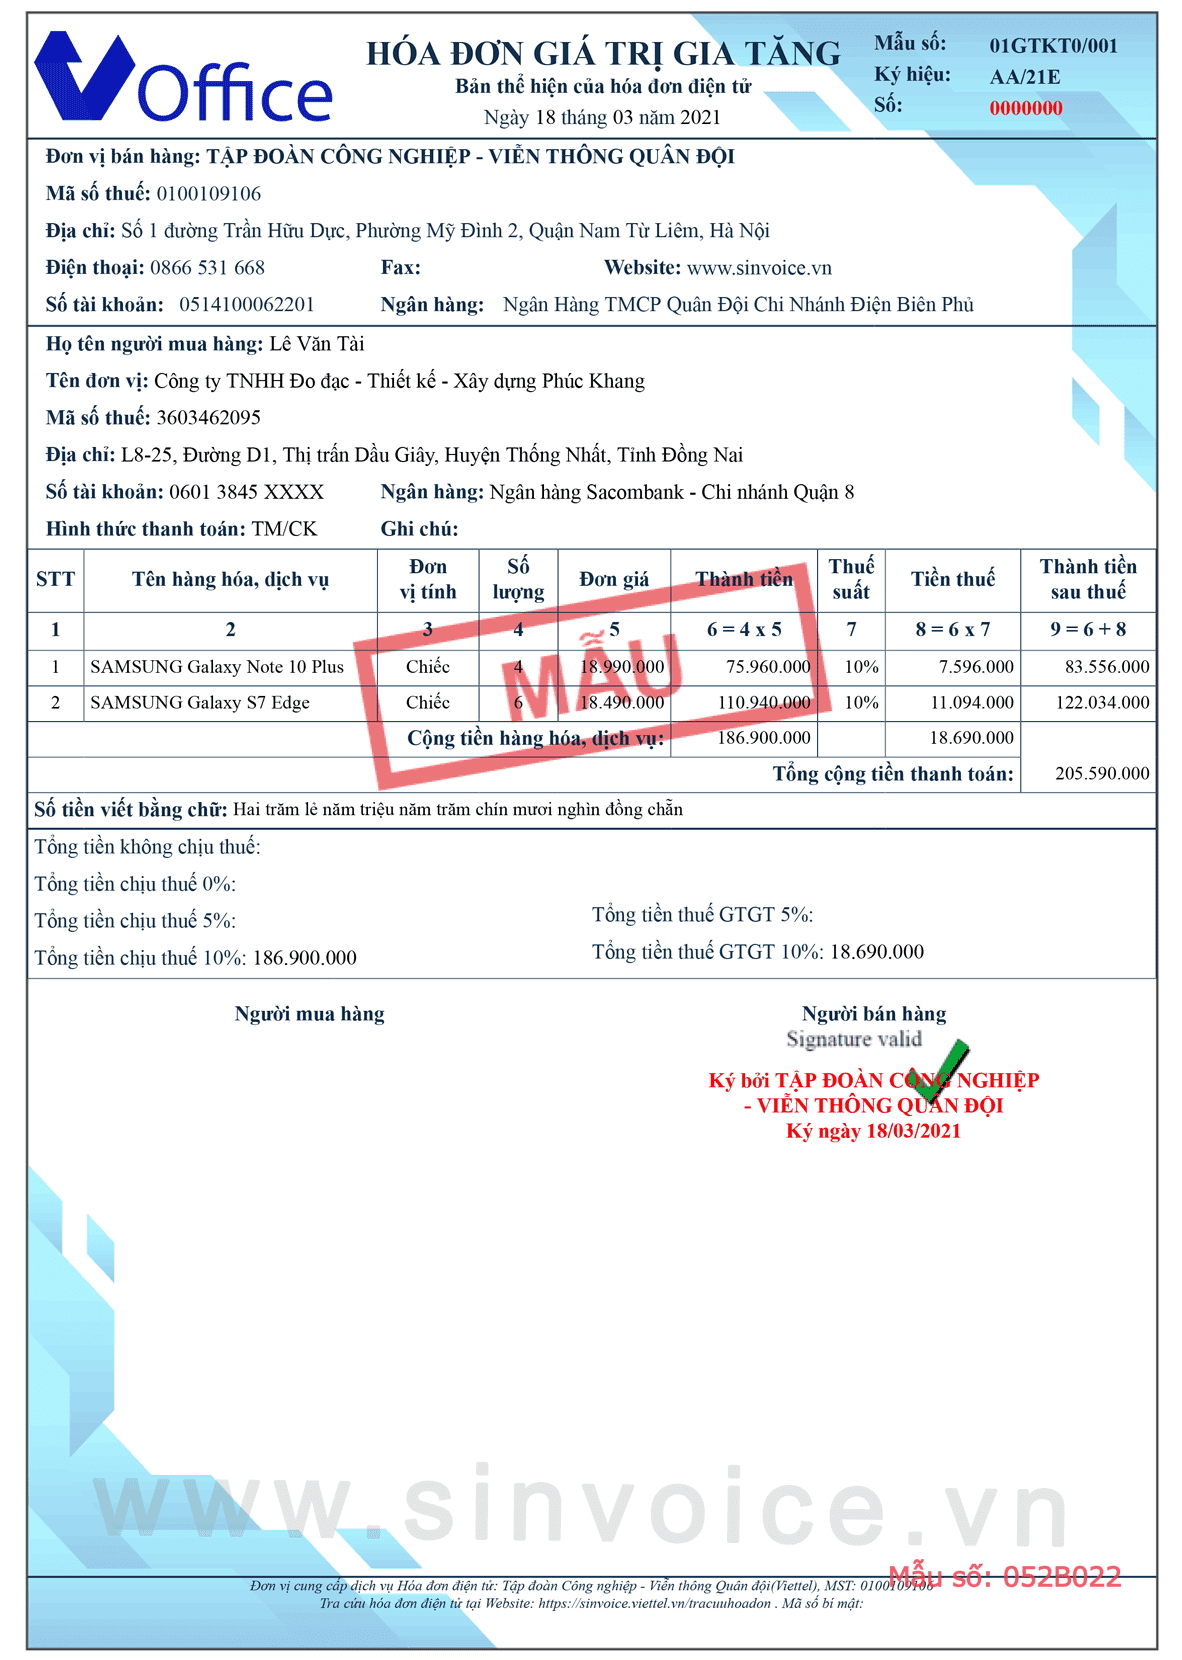 Office
HÓA ĐƠN GIÁ TRỊ GIA TĂNG
Bản thể hiện của hóa đơn điện tử
Ngày 18 tháng 03 năm 2021
Mẫu số: 01GTKT0/001
Ký hiệu: AA/21E
Số: 0000000
Đơn vị bán hàng: TẬP ĐOÀN CÔNG NGHIỆP - VIỄN THÔNG QUÂN ĐỘI
Mã số thuế: 0100109106
Địa chỉ: Số 1 đường Trần Hữu Dực, Phường Mỹ Đình 2, Quận Nam Từ Liêm, Hà Nội
Điện thoại: 0866 531 668 Fax: Website: www.sinvoice.vn
Số tài khoản: 0514100062201 Ngân hàng: Ngân Hàng TMCP Quân Đội Chi Nhánh Điện Biên Phủ
Họ tên người mua hàng: Lê Văn Tài
Tên đơn vị: Công ty TNHH Đo đạc - Thiết kế - Xây dựng Phúc Khang
Mã số thuế: 3603462095
Địa chỉ: L8-25, Đường D1, Thị trấn Dầu Giây, Huyện Thống Nhất, Tỉnh Đồng Nai
Số tài khoản: 0601 3845 XXXX Ngân hàng: Ngân hàng Sacombank - Chi nhánh Quận 8
Hình thức thanh toán: TM/CK Ghi chú:
STT Tên hàng hóa, dịch vụ Đơn vị tính Số lượng Đơn giá Thành tiền Thuế suất Tiền thuế Thành tiền sau thuế
1 2 3 4 5 6 = 4 x 5 7 8 = 6 x 7 9 = 6 + 8
1 SAMSUNG Galaxy Note 10 Plus Chiếc 4 18.990.000 75.960.000 10% 7.596.000 83.556.000
2 SAMSUNG Galaxy S7 Edge Chiếc 6 18.490.000 110.940.000 10% 11.094.000 122.034.000
MẪU
Cộng tiền hàng hóa, dịch vụ: 186.900.000 18.690.000
Tổng cộng tiền thanh toán: 205.590.000
Số tiền viết bằng chữ: Hai trăm lẻ năm triệu năm trăm chín mươi nghìn đồng chẵn
Tổng tiền không chịu thuế:
Tổng tiền chịu thuế 0%:
Tổng tiền chịu thuế 5%: Tổng tiền thuế GTGT 5%:
Tổng tiền chịu thuế 10%: 186.900.000 Tổng tiền thuế GTGT 10%: 18.690.000
Người mua hàng Người bán hàng
Signature valid
Ký bởi TẬP ĐOÀN CÔNG NGHIỆP
- VIỄN THÔNG QUÂN ĐỘI
Ký ngày 18/03/2021
www.sinvoice.vn
Mẫu số: 052B022
Đơn vị cung cấp dịch vụ Hóa đơn điện tử: Tập đoàn Công nghiệp - Viễn thông Quân đội(Viettel), MST: 0100109106
Tra cứu hóa đơn điện tử tại Website: https://sinvoice.viettel.vn/tracuuhoadon . Mã số bí mật: